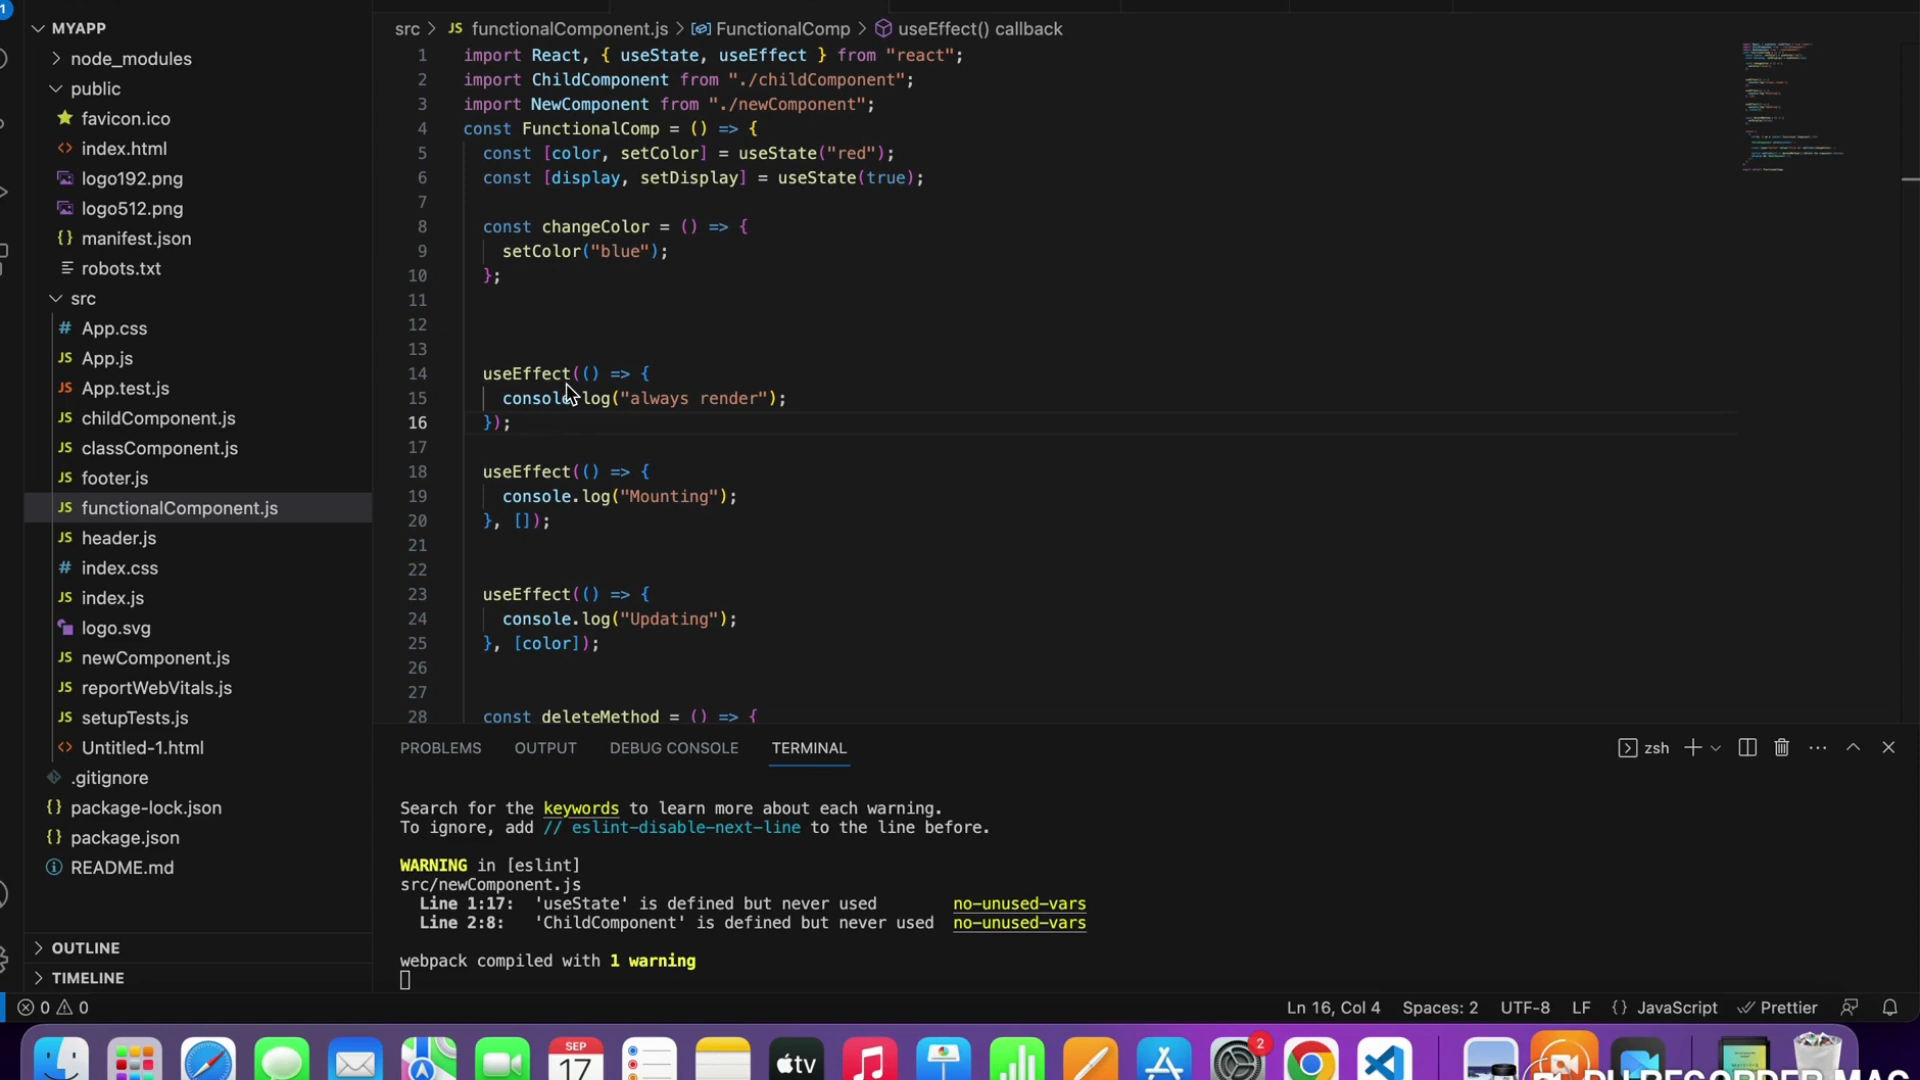 MYAPP
node_modules
public
favicon.ico
index.html
logo192.png
logo512.png
manifest.json
robots.txt
src
App.css
App.js
App.test.js
childComponent.js
classComponent.js
footer.js
functionalComponent.js
header.js
index.css
index.js
logo.svg
newComponent.js
reportWebVitals.js
setupTests.js
Untitled-1.html
.gitignore
package-lock.json
package.json
README.md
OUTLINE
TIMELINE
src > JS functionalComponent.js > FunctionalComp > useEffect() callback
1 import React, { useState, useEffect } from "react";
2 import ChildComponent from "./childComponent";
3 import NewComponent from "./newComponent";
4 const FunctionalComp = () => {
5 const [color, setColor] = useState("red");
6 const [display, setDisplay] = useState(true);
7
8 const changeColor = () => {
9 setColor("blue");
10 };
11
12
13
14 useEffect(() => {
15 console.log("always render");
16 });
17
18 useEffect(() => {
19 console.log("Mounting");
20 }, []);
21
22
23 useEffect(() => {
24 console.log("Updating");
25 }, [color]);
26
27
28 const deleteMethod = () => {
PROBLEMS OUTPUT DEBUG CONSOLE TERMINAL zsh
Search for the keywords to learn more about each warning.
To ignore, add // eslint-disable-next-line to the line before.
WARNING in [eslint]
src/newComponent.js
Line 1:17: 'useState' is defined but never used no-unused-vars
Line 2:8: 'ChildComponent' is defined but never used no-unused-vars
webpack compiled with 1 warning
0 0 Ln 16, Col 4 Spaces: 2 UTF-8 LF {} JavaScript Prettier
SEP
17
tv
2
DU RECORDER MAC